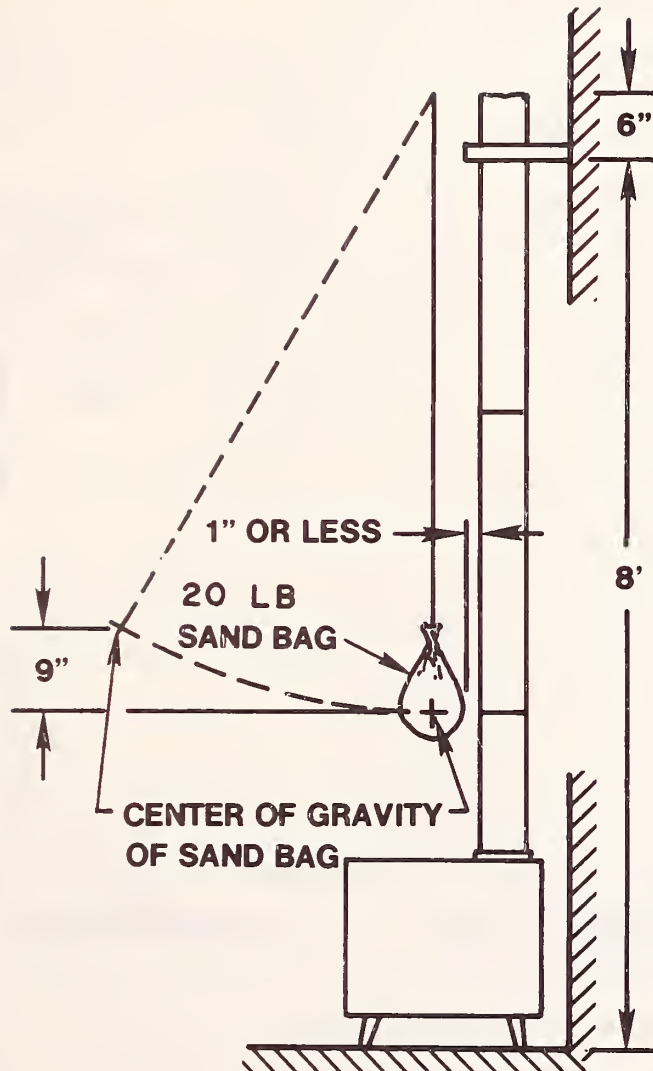 6"
1" OR LESS
8'
20 LB
SAND BAG
9"
CENTER OF GRAVITY
OF SAND BAG